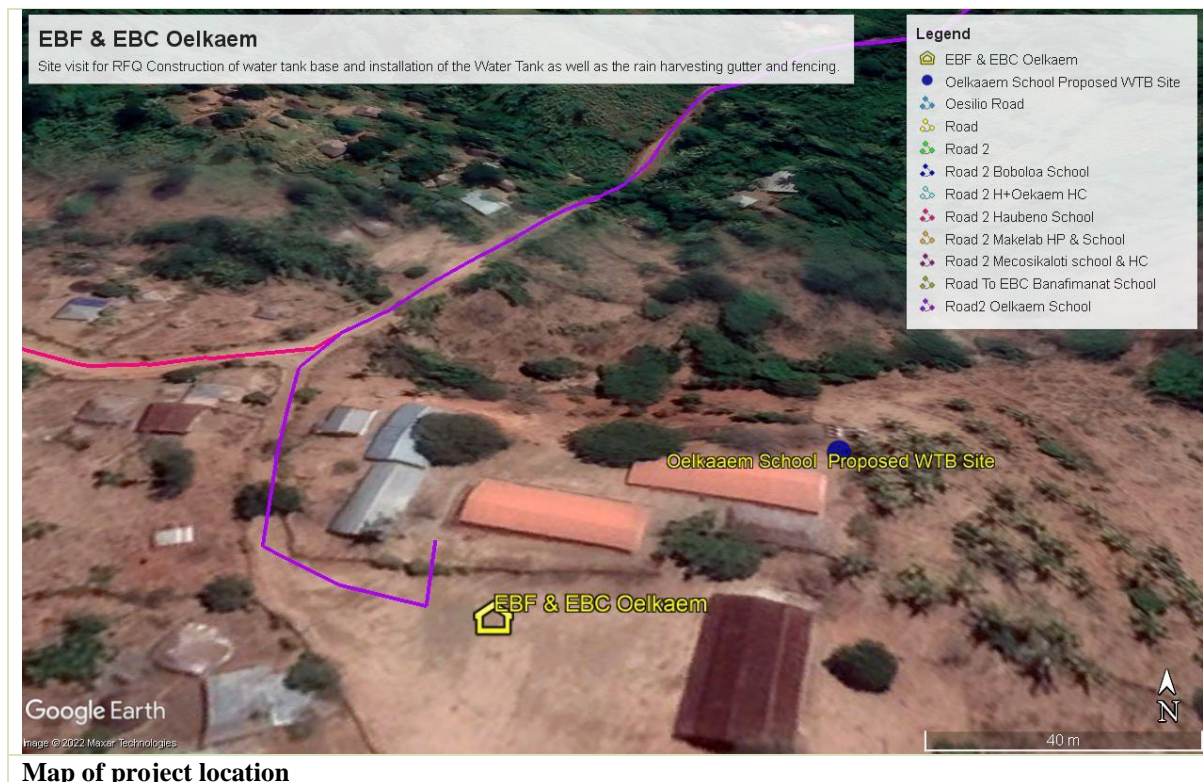 EBF & EBC Oelkaem
Site visit for RFQ Construction of water tank base and installation of the Water Tank as well as the rain harvesting gutter and fencing.
Legend
EBF & EBC Oelkaem
Oelkaaem School Proposed WTB Site
Oesilio Road
Road
Road 2
Road 2 Boboloa School
Road 2 H+Oekaem HC
Road 2 Haubeno School
Road 2 Makelab HP & School
Road 2 Mecosikaloti school & HC
Road To EBC Banafimanat School
Road2 Oelkaem School
Oelkaaem School Proposed WTB Site
EBF & EBC Oelkaem
Google Earth
Image © 2022 Maxar Technologies
N
40 m
Map of project location